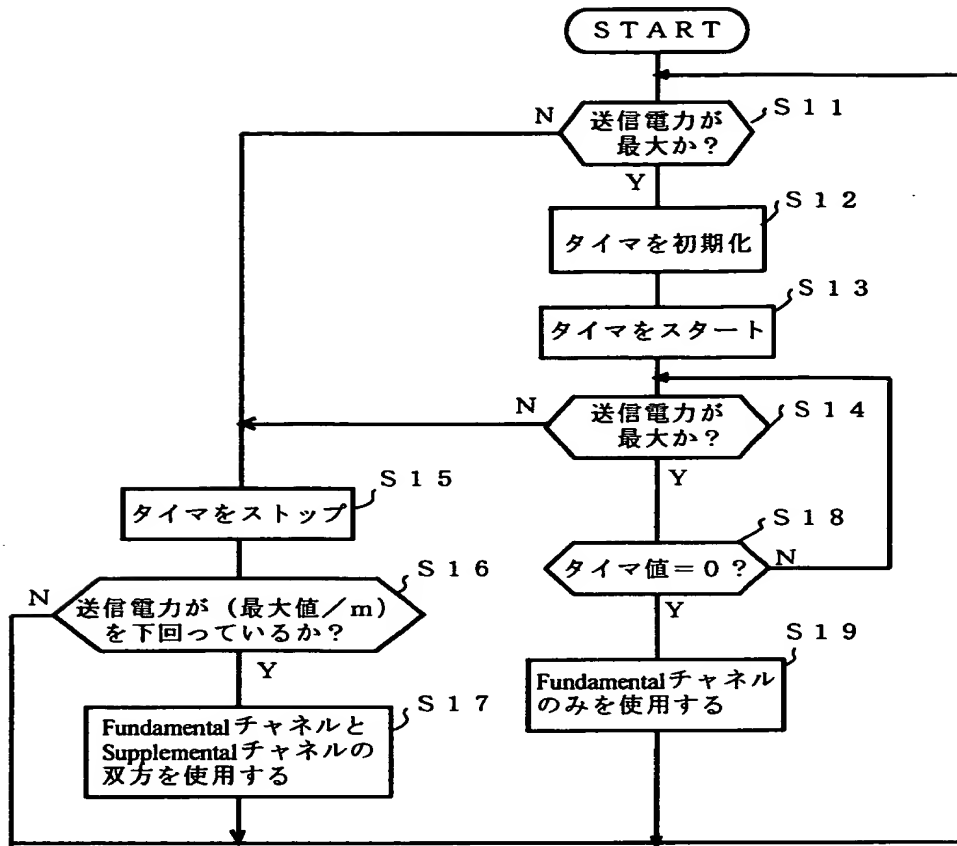 START
S11
N
送信電力が
最大か?
Y
S12
タイマを初期化
S13
タイマをスタート
N
送信電力が
最大か?
S14
Y
S15
タイマをストップ
S18
タイマ値=0?
N
Y
S16
N
送信電力が(最大値/m)
を下回っているか?
Y
S19
Fundamentalチャネル
のみを使用する
S17
Fundamentalチャネルと
Supplementalチャネルの
双方を使用する